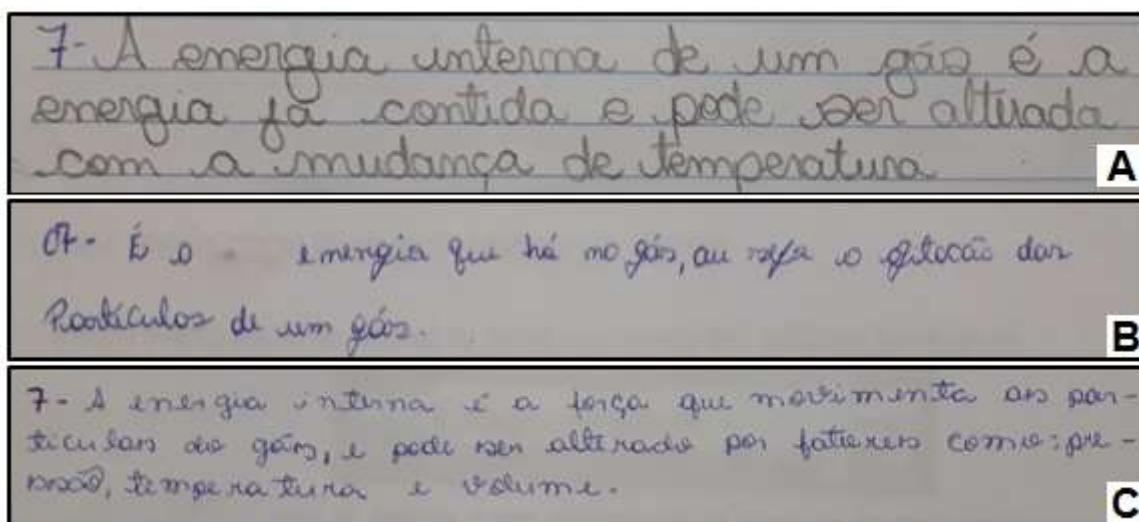 7- A energia interna de um gás é a
energia já contida e pode ser alterada
com a mudança de temperatura
A
07- É a energia que há no gás, ou seja a agitação das
Partículas de um gás.
B
7- A energia interna é a força que movimenta as par-
tículas do gás, e pode ser alterado por fatores como: pre-
ssão, temperatura e volume.
C